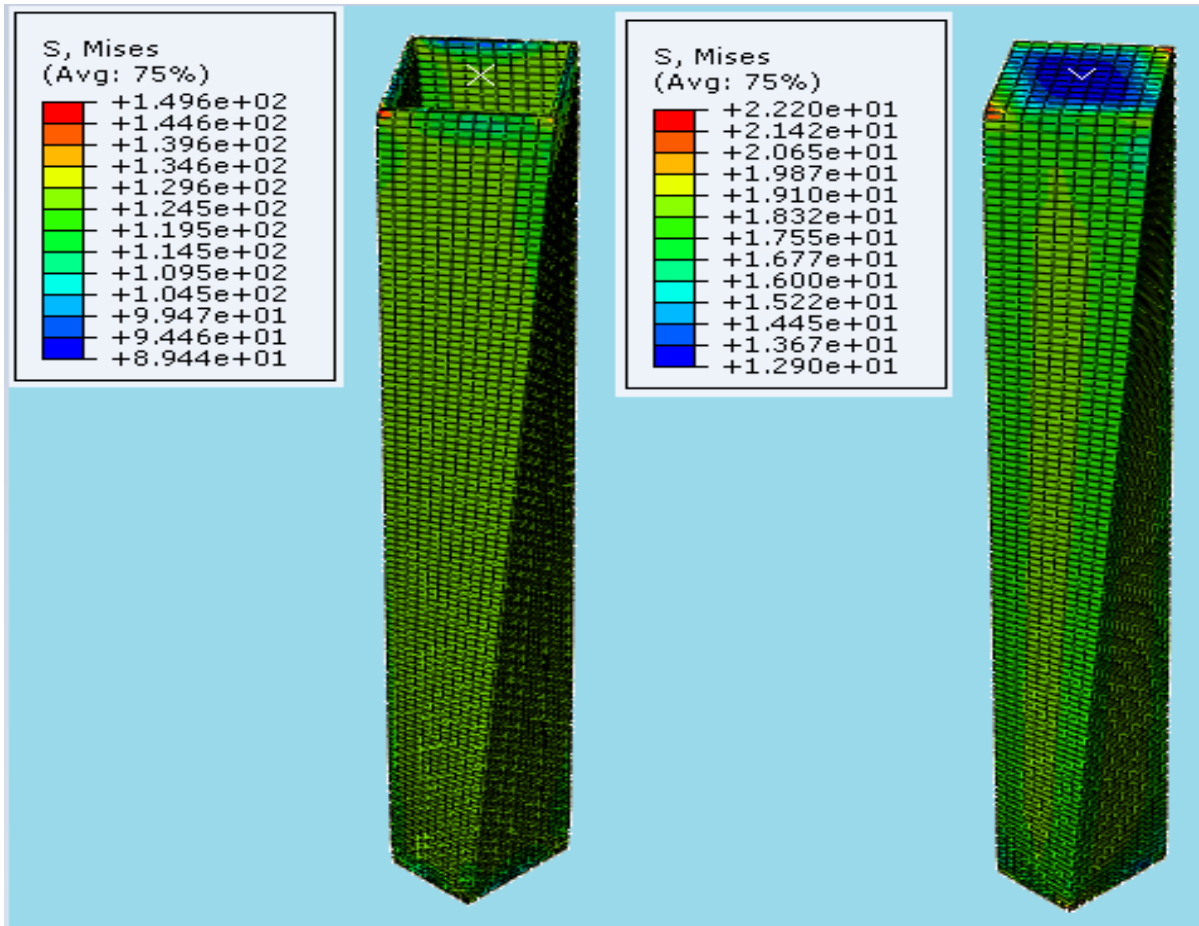 S, Mises
(Avg: 75%)
+1.496e+02
+1.446e+02
+1.396e+02
+1.346e+02
+1.296e+02
+1.245e+02
+1.195e+02
+1.145e+02
+1.095e+02
+1.045e+02
+9.947e+01
+9.446e+01
+8.944e+01
S, Mises
(Avg: 75%)
+2.220e+01
+2.142e+01
+2.065e+01
+1.987e+01
+1.910e+01
+1.832e+01
+1.755e+01
+1.677e+01
+1.600e+01
+1.522e+01
+1.445e+01
+1.367e+01
+1.290e+01